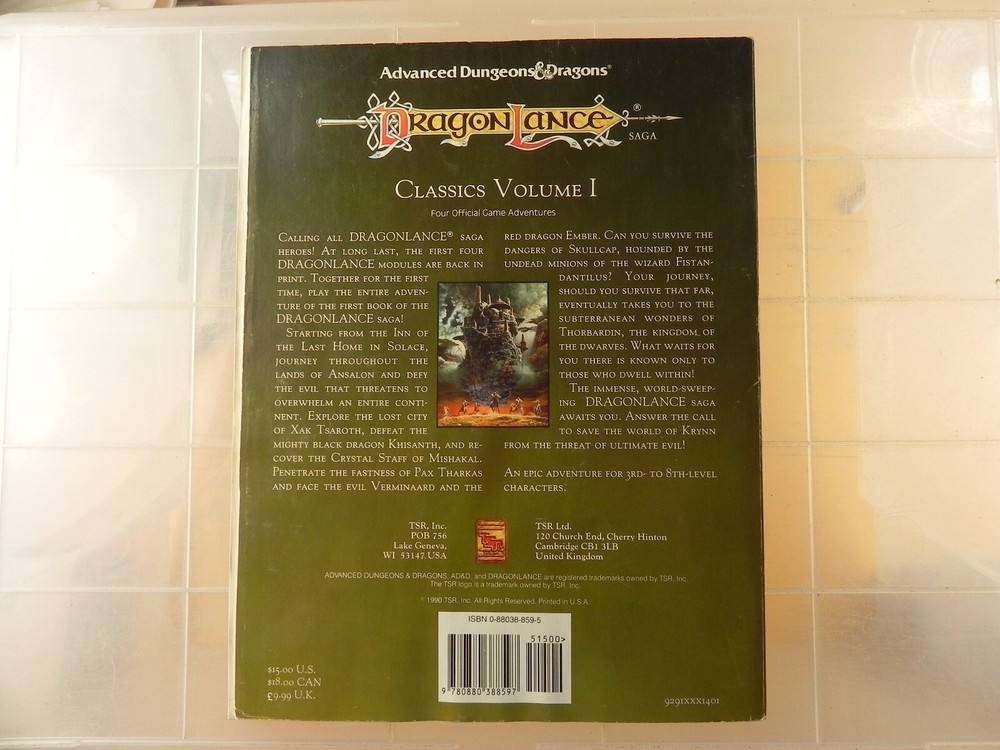 Advanced Dungeons & Dragons®
DRAGONLANCE®
SAGA
CLASSICS VOLUME I
Four Official Game Adventures
CALLING ALL DRAGONLANCE® SAGA
HEROES! AT LONG LAST, THE FIRST FOUR
DRAGONLANCE MODULES ARE BACK IN
PRINT. TOGETHER FOR THE FIRST
TIME, PLAY THE ENTIRE ADVEN-
TURE OF THE FIRST BOOK OF THE
DRAGONLANCE SAGA!
STARTING FROM THE INN OF
THE LAST HOME IN SOLACE,
JOURNEY THROUGHOUT THE
LANDS OF ANSALON AND DEFY
THE EVIL THAT THREATENS TO
OVERWHELM AN ENTIRE CONTI-
NENT. EXPLORE THE LOST CITY
OF XAK TSAROTH, DEFEAT THE
MIGHTY BLACK DRAGON KHISANTH, AND RE-
COVER THE CRYSTAL STAFF OF MISHAKAL.
PENETRATE THE FASTNESS OF PAX THARKAS
AND FACE THE EVIL VERMINAARD AND THE
RED DRAGON EMBER. CAN YOU SURVIVE THE
DANGERS OF SKULLCAP, HOUNDED BY THE
UNDEAD MINIONS OF THE WIZARD FISTAN-
DANTILUS? YOUR JOURNEY,
SHOULD YOU SURVIVE THAT FAR,
EVENTUALLY TAKES YOU TO THE
SUBTERRANEAN WONDERS OF
THORBARDIN, THE KINGDOM OF
THE DWARVES. WHAT WAITS FOR
YOU THERE IS KNOWN ONLY TO
THOSE WHO DWELL WITHIN!
THE IMMENSE, WORLD-SWEEP-
ING DRAGONLANCE SAGA
AWAITS YOU. ANSWER THE CALL
TO SAVE THE WORLD OF KRYNN
FROM THE THREAT OF ULTIMATE EVIL!
AN EPIC ADVENTURE FOR 3RD- TO 8TH-LEVEL
CHARACTERS.
TSR, Inc.
POB 756
Lake Geneva,
WI 53147 USA
TSR
TSR Ltd.
120 Church End, Cherry Hinton
Cambridge CB1 3LB
United Kingdom
ADVANCED DUNGEONS & DRAGONS, AD&D, and DRAGONLANCE are registered trademarks owned by TSR, Inc.
The TSR logo is a trademark owned by TSR, Inc.
© 1990 TSR, Inc. All Rights Reserved. Printed in U.S.A.
ISBN 0-88038-859-5
51500>
9 780880 388597
$15.00 U.S.
$18.00 CAN
£9.99 U.K.
9291XXX1401